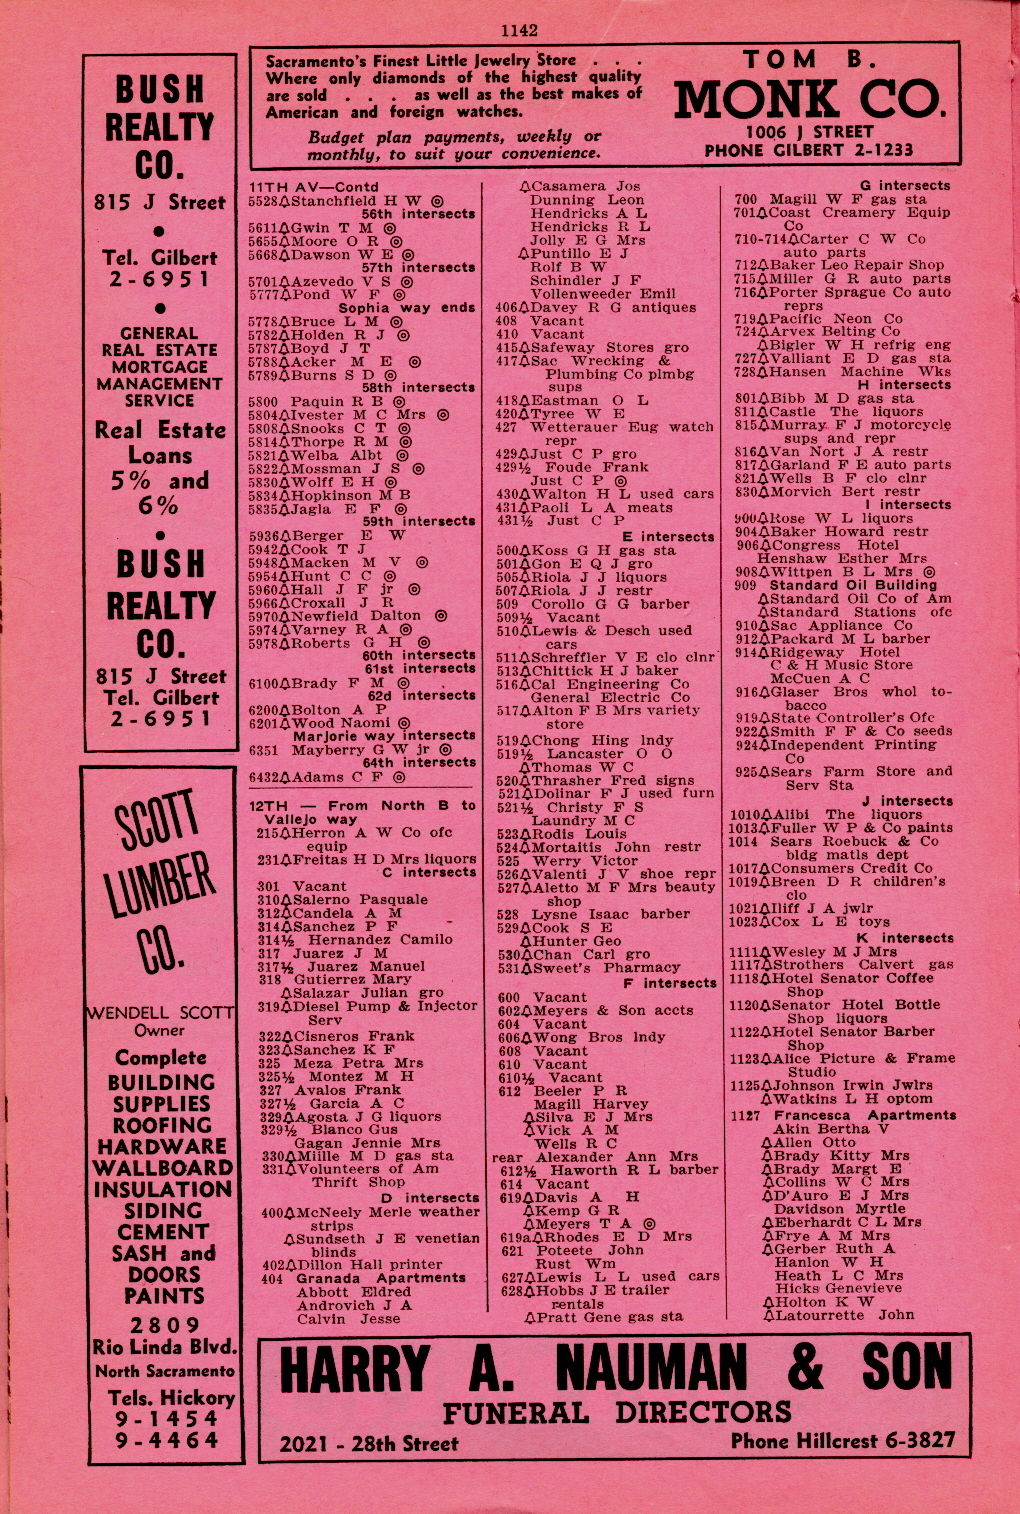 1142
BUSH
REALTY
CO.
815 J Street
•
Tel. Gilbert
2-6951
•
GENERAL
REAL ESTATE
MORTGAGE
MANAGEMENT
SERVICE
Real Estate
Loans
5% and
6%
•
BUSH
REALTY
CO.
815 J Street
Tel. Gilbert
2-6951
SCOTT
LUMBER
CO.
WENDELL SCOTT
Owner
Complete
BUILDING
SUPPLIES
ROOFING
HARDWARE
WALLBOARD
INSULATION
SIDING
CEMENT
SASH and
DOORS
PAINTS
2809
Rio Linda Blvd.
North Sacramento
Tels. Hickory
9-1454
9-4464
Sacramento's Finest Little Jewelry Store . . .
Where only diamonds of the highest quality
are sold . . . as well as the best makes of
American and foreign watches.
Budget plan payments, weekly or
monthly, to suit your convenience.
TOM B.
MONK CO.
1006 J STREET
PHONE GILBERT 2-1233
11TH AV—Contd
5528△Stanchfield H W ◎
56th intersects
5611△Gwin T M ◎
5655△Moore O R ◎
5668△Dawson W E ◎
57th intersects
5701△Azevedo V S ◎
5777△Pond W F ◎
Sophia way ends
5778△Bruce L M ◎
5782△Holden R J ◎
5787△Boyd J T
5788△Acker M E ◎
5789△Burns S D ◎
58th intersects
5800 Paquin R B ◎
5804△Ivester M C Mrs ◎
5808△Snooks C T ◎
5814△Thorpe R M ◎
5821△Welba Albt ◎
5822△Mossman J S ◎
5830△Wolff E H ◎
5834△Hopkinson M B
5835△Jagla E F ◎
59th intersects
5936△Berger E W
5942△Cook T J
5948△Macken M V ◎
5954△Hunt C C ◎
5960△Hall J F jr ◎
5966△Croxall J R
5970△Newfield Dalton ◎
5974△Varney R A ◎
5978△Roberts G H ◎
60th intersects
61st intersects
6100△Brady F M ◎
62d intersects
6200△Bolton A P
6201△Wood Naomi ◎
Marjorie way intersects
6351 Mayberry G W jr ◎
64th intersects
6432△Adams C F ◎
12TH — From North B to
Vallejo way
215△Herron A W Co ofc
equip
231△Freitas H D Mrs liquors
C intersects
301 Vacant
310△Salerno Pasquale
312△Candela A M
314△Sanchez P F
314½ Hernandez Camilo
317 Juarez J M
317½ Juarez Manuel
318 Gutierrez Mary
△Salazar Julian gro
319△Diesel Pump & Injector
Serv
322△Cisneros Frank
323△Sanchez K F
325 Meza Petra Mrs
325½ Montez M H
327 Avalos Frank
327½ Garcia A C
329△Agosta J G liquors
329½ Blanco Gus
Gagan Jennie Mrs
330△Miille M D gas sta
331△Volunteers of Am
Thrift Shop
D intersects
400△McNeely Merle weather
strips
△Sundseth J E venetian
blinds
402△Dillon Hall printer
404 Granada Apartments
Abbott Eldred
Androvich J A
Calvin Jesse
△Casamera Jos
Dunning Leon
Hendricks A L
Hendricks R L
Jolly E G Mrs
△Puntillo E J
Rolf B W
Schindler J F
Vollenweeder Emil
406△Davey R G antiques
408 Vacant
410 Vacant
415△Safeway Stores gro
417△Sac Wrecking &
Plumbing Co plmbg
sups
418△Eastman O L
420△Tyree W E
427 Wetterauer Eug watch
repr
429△Just C P gro
429½ Foude Frank
Just C P ◎
430△Walton H L used cars
431△Paoli L A meats
431½ Just C P
E intersects
500△Koss G H gas sta
501△Gon E Q J gro
505△Riola J J liquors
507△Riola J J restr
509 Corollo G G barber
509½ Vacant
510△Lewis & Desch used
cars
511△Schreffler V E clo clnr
513△Chittick H J baker
516△Cal Engineering Co
General Electric Co
517△Alton F B Mrs variety
store
519△Chong Hing lndy
519½ Lancaster O O
△Thomas W C
520△Thrasher Fred signs
521△Dolinar F J used furn
521½ Christy F S
Laundry M C
523△Rodis Louis
524△Mortaitis John restr
525 Werry Victor
526△Valenti J V shoe repr
527△Aletto M F Mrs beauty
shop
528 Lysne Isaac barber
529△Cook S E
△Hunter Geo
530△Chan Carl gro
531△Sweet's Pharmacy
F intersects
600 Vacant
602△Meyers & Son accts
604 Vacant
606△Wong Bros lndy
608 Vacant
610 Vacant
610½ Vacant
612 Beeler P R
Magill Harvey
△Silva E J Mrs
△Vick A M
Wells R C
rear Alexander Ann Mrs
612½ Haworth R L barber
614 Vacant
619△Davis A H
△Kemp G R
△Meyers T A ◎
619a△Rhodes E D Mrs
621 Poteete John
Rust Wm
627△Lewis L L used cars
628△Hobbs J E trailer
rentals
△Pratt Gene gas sta
G intersects
700 Magill W F gas sta
701△Coast Creamery Equip
Co
710-714△Carter C W Co
auto parts
712△Baker Leo Repair Shop
715△Miller G R auto parts
716△Porter Sprague Co auto
reprs
719△Pacific Neon Co
724△Arvex Belting Co
△Bigler W H refrig eng
727△Valliant E D gas sta
728△Hansen Machine Wks
H intersects
801△Bibb M D gas sta
811△Castle The liquors
815△Murray F J motorcycle
sups and repr
816△Van Nort J A restr
817△Garland F E auto parts
821△Wells B F clo clnr
830△Morvich Bert restr
I intersects
900△Rose W L liquors
904△Baker Howard restr
906△Congress Hotel
Henshaw Esther Mrs
908△Wittpen B L Mrs ◎
909 Standard Oil Building
△Standard Oil Co of Am
△Standard Stations ofc
910△Sac Appliance Co
912△Packard M L barber
914△Ridgeway Hotel
C & H Music Store
McCuen A C
916△Glaser Bros whol to-
bacco
919△State Controller's Ofc
922△Smith F F & Co seeds
924△Independent Printing
Co
925△Sears Farm Store and
Serv Sta
J intersects
1010△Alibi The liquors
1013△Fuller W P & Co paints
1014 Sears Roebuck & Co
bldg matls dept
1017△Consumers Credit Co
1019△Breen D R children's
clo
1021△Iliff J A jwlr
1023△Cox L E toys
K intersects
1111△Wesley M J Mrs
1117△Strothers Calvert gas
1118△Hotel Senator Coffee
Shop
1120△Senator Hotel Bottle
Shop liquors
1122△Hotel Senator Barber
Shop
1123△Alice Picture & Frame
Studio
1125△Johnson Irwin Jwlrs
△Watkins L H optom
1127 Francesca Apartments
Akin Bertha V
△Allen Otto
△Brady Kitty Mrs
△Brady Margt E
△Collins W C Mrs
△D'Auro E J Mrs
Davidson Myrtle
△Eberhardt C L Mrs
△Frye A M Mrs
△Gerber Ruth A
Hanlon W H
Heath L C Mrs
Hicks Genevieve
△Holton K W
△Latourrette John
HARRY A. NAUMAN & SON
FUNERAL DIRECTORS
2021 - 28th Street
Phone Hillcrest 6-3827